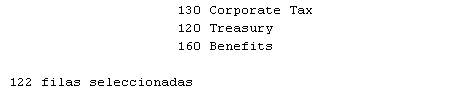 130 Corporate Tax
120 Treasury
160 Benefits
122 filas seleccionadas